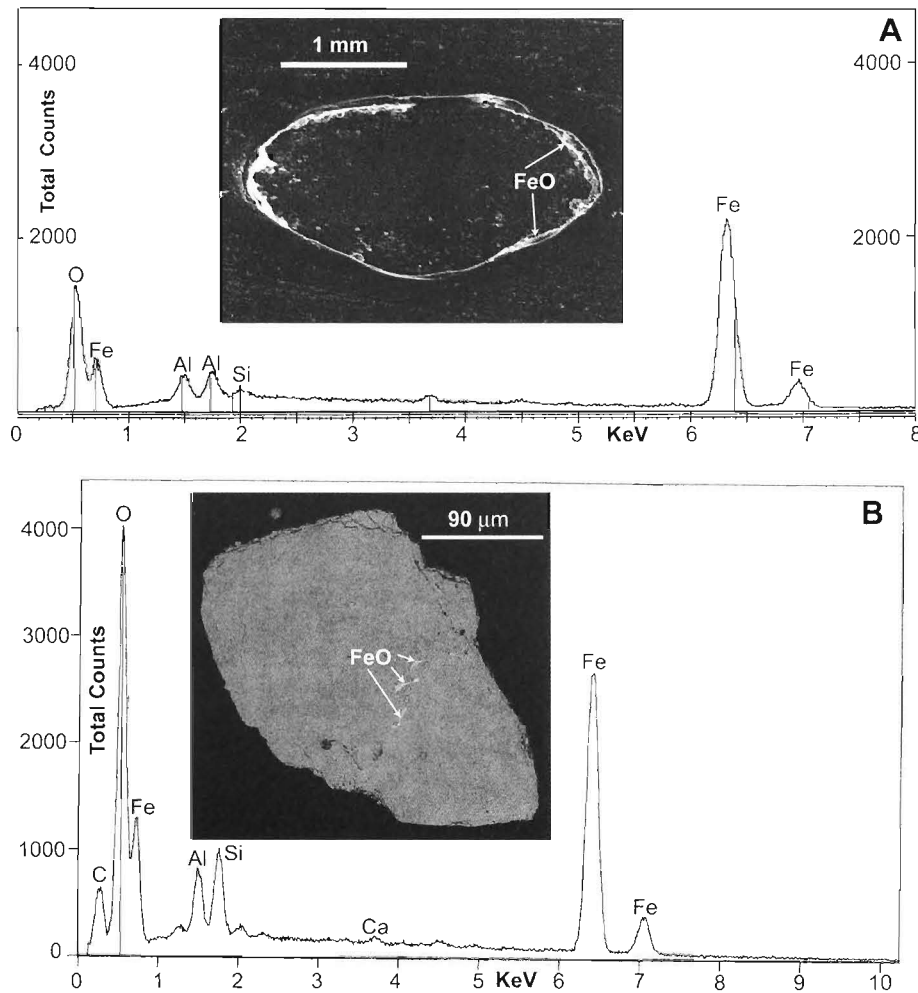 A
1 mm
4000
4000
Total Counts
FeO
Fe
2000
2000
O
Fe
Al
Al
Si
Fe
0 1 2 3 4 5 KeV 6 7 8
B
90 μm
O
4000
Total Counts
3000
FeO
Fe
2000
Fe
1000
C
Al
Si
Ca
Fe
0
0 1 2 3 4 5 KeV 6 7 8 9 10